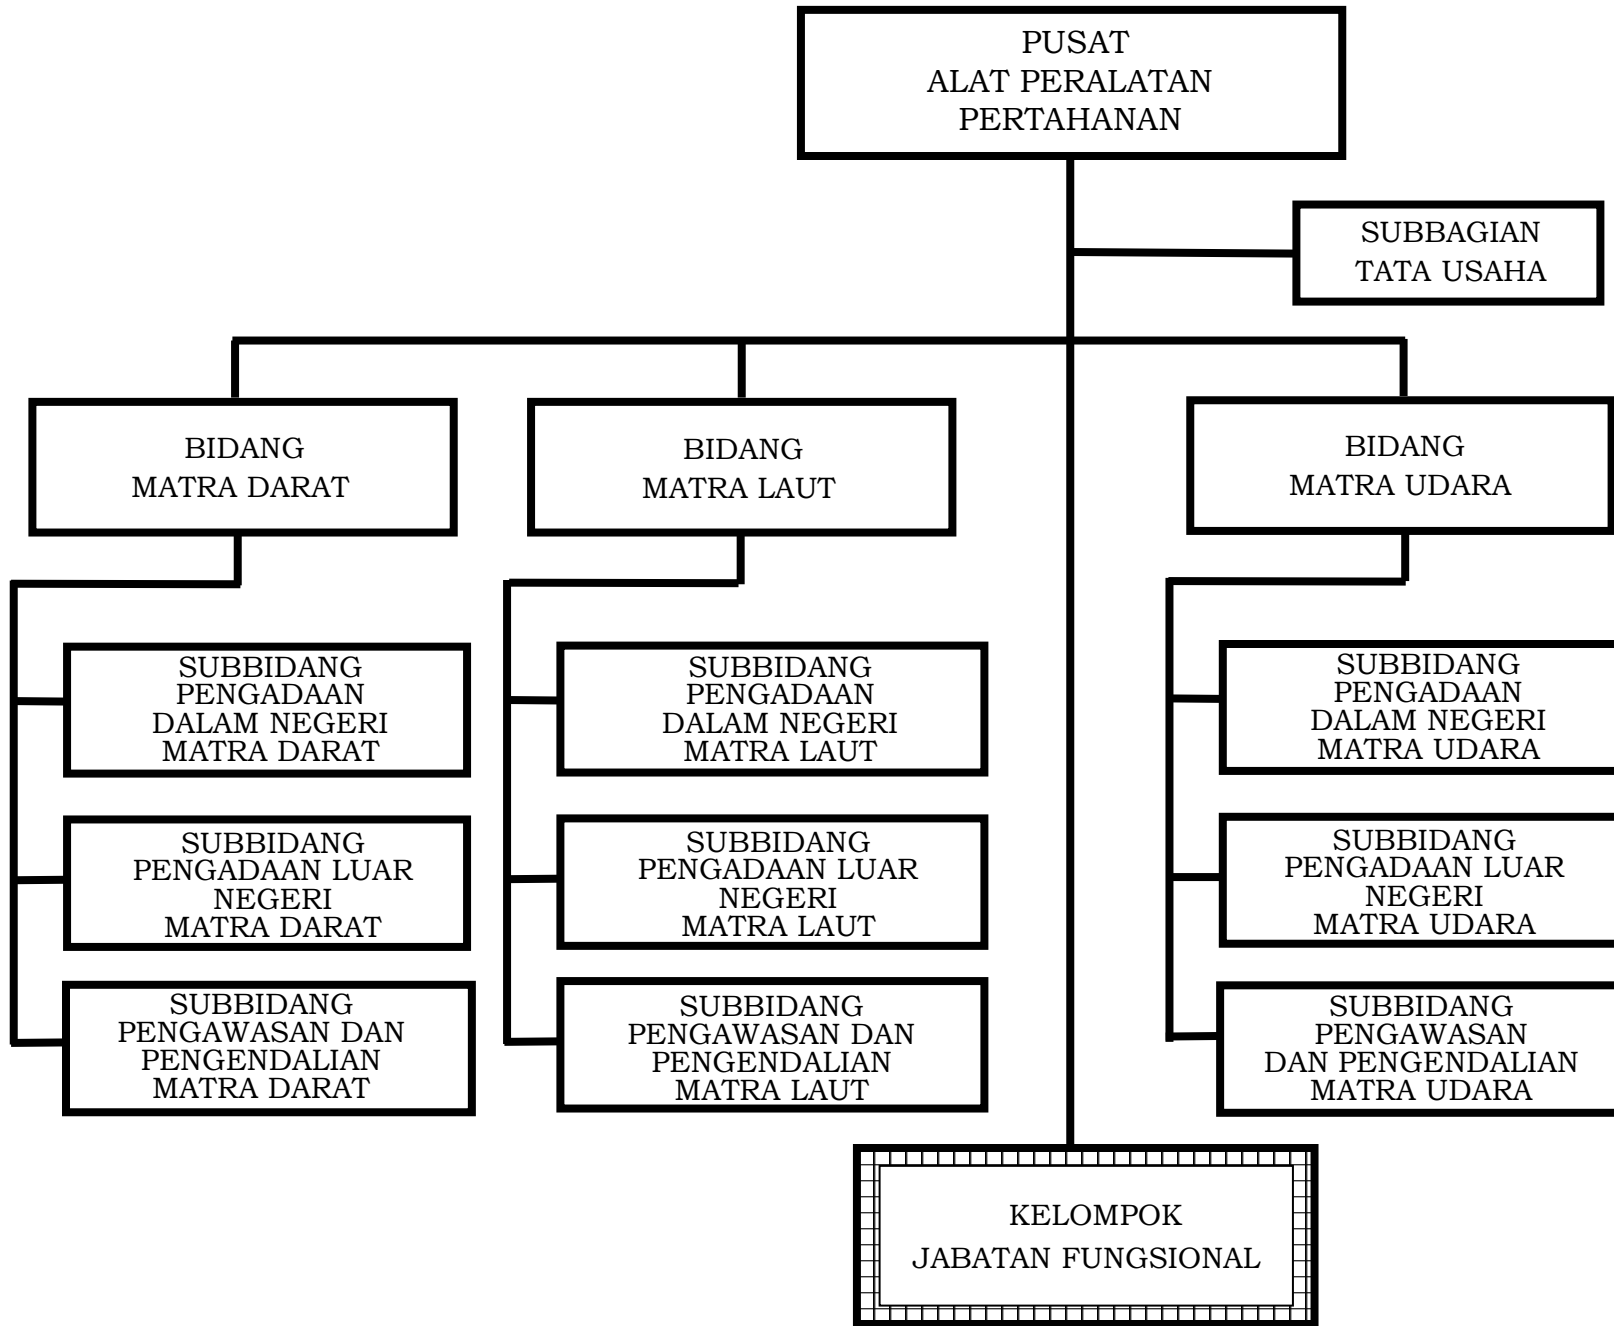 PUSAT
ALAT PERALATAN
PERTAHANAN
SUBBAGIAN
TATA USAHA
BIDANG
MATRA DARAT
BIDANG
MATRA LAUT
BIDANG
MATRA UDARA
SUBBIDANG
PENGADAAN
DALAM NEGERI
MATRA DARAT
SUBBIDANG
PENGADAAN
DALAM NEGERI
MATRA LAUT
SUBBIDANG
PENGADAAN
DALAM NEGERI
MATRA UDARA
SUBBIDANG
PENGADAAN LUAR
NEGERI
MATRA DARAT
SUBBIDANG
PENGADAAN LUAR
NEGERI
MATRA LAUT
SUBBIDANG
PENGADAAN LUAR
NEGERI
MATRA UDARA
SUBBIDANG
PENGAWASAN DAN
PENGENDALIAN
MATRA DARAT
SUBBIDANG
PENGAWASAN DAN
PENGENDALIAN
MATRA LAUT
SUBBIDANG
PENGAWASAN
DAN PENGENDALIAN
MATRA UDARA
KELOMPOK
JABATAN FUNGSIONAL